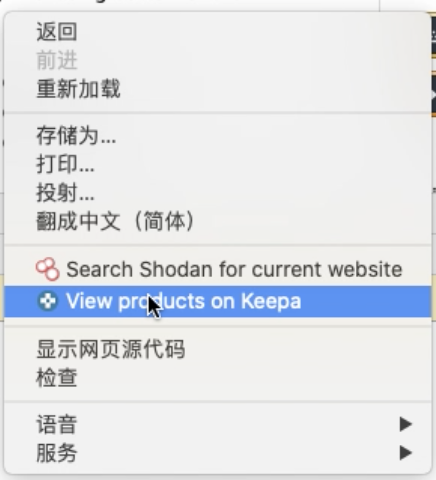 返回
前进
重新加载
存储为...
打印...
投射...
翻成中文（简体）
Search Shodan for current website
View products on Keepa
显示网页源代码
检查
语音
服务